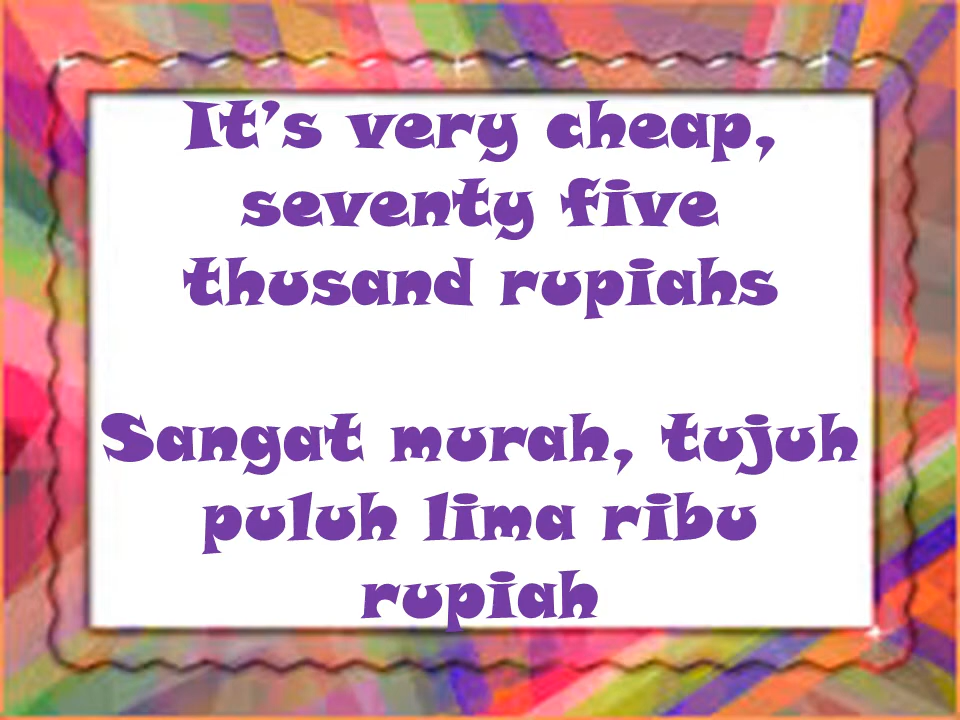 It's very cheap,
seventy five
thusand rupiahs
Sangat murah, tujuh
puluh lima ribu
rupiah